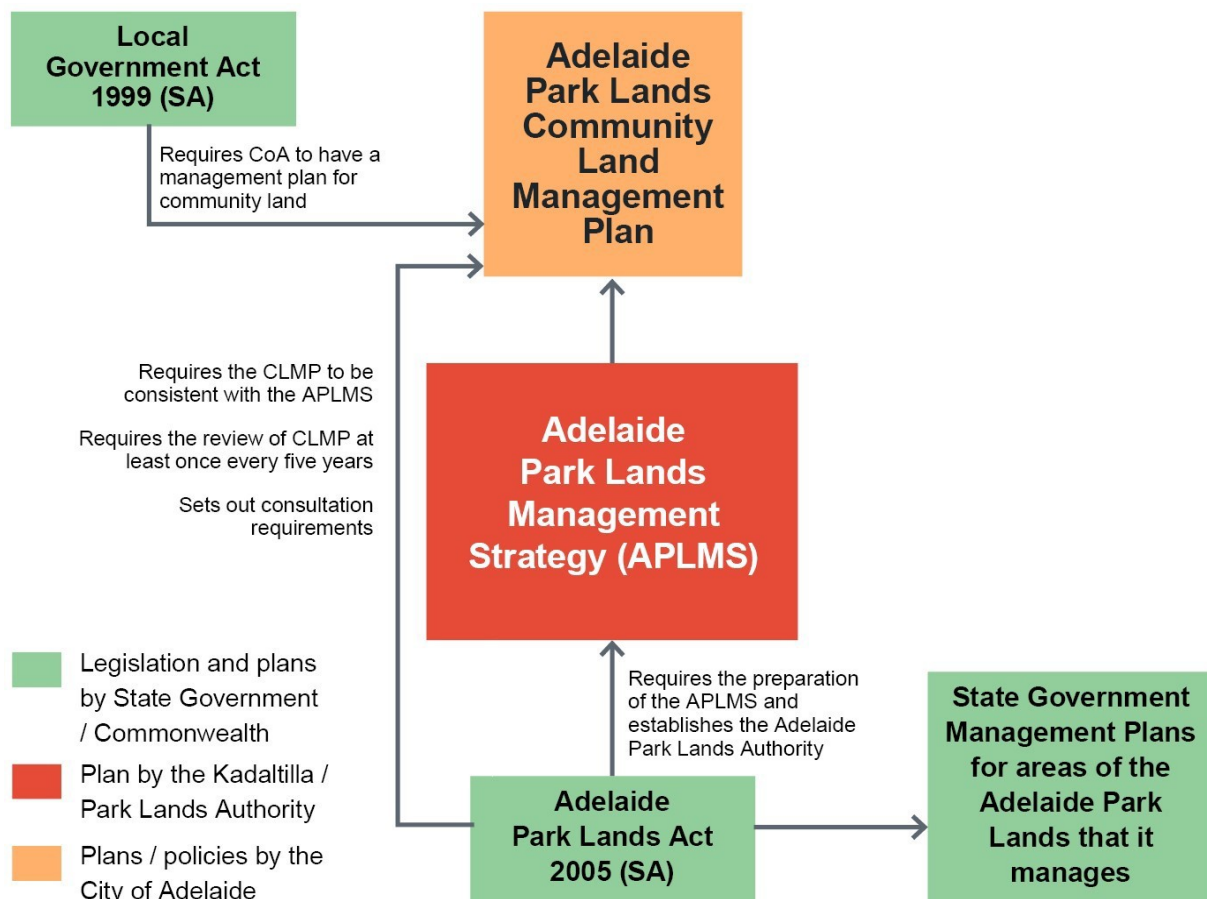 Local
Government Act
1999 (SA)
Adelaide
Park Lands
Community
Land
Management
Plan
Requires CoA to have a
management plan for
community land
Requires the CLMP to be
consistent with the APLMS
Requires the review of CLMP at
least once every five years
Sets out consultation
requirements
Adelaide
Park Lands
Management
Strategy (APLMS)
Requires the preparation
of the APLMS and
establishes the Adelaide
Park Lands Authority
Adelaide
Park Lands Act
2005 (SA)
State Government
Management Plans
for areas of the
Adelaide Park
Lands that it
manages
Legislation and plans
by State Government
/ Commonwealth
Plan by the Kadaltilla /
Park Lands Authority
Plans / policies by the
City of Adelaide